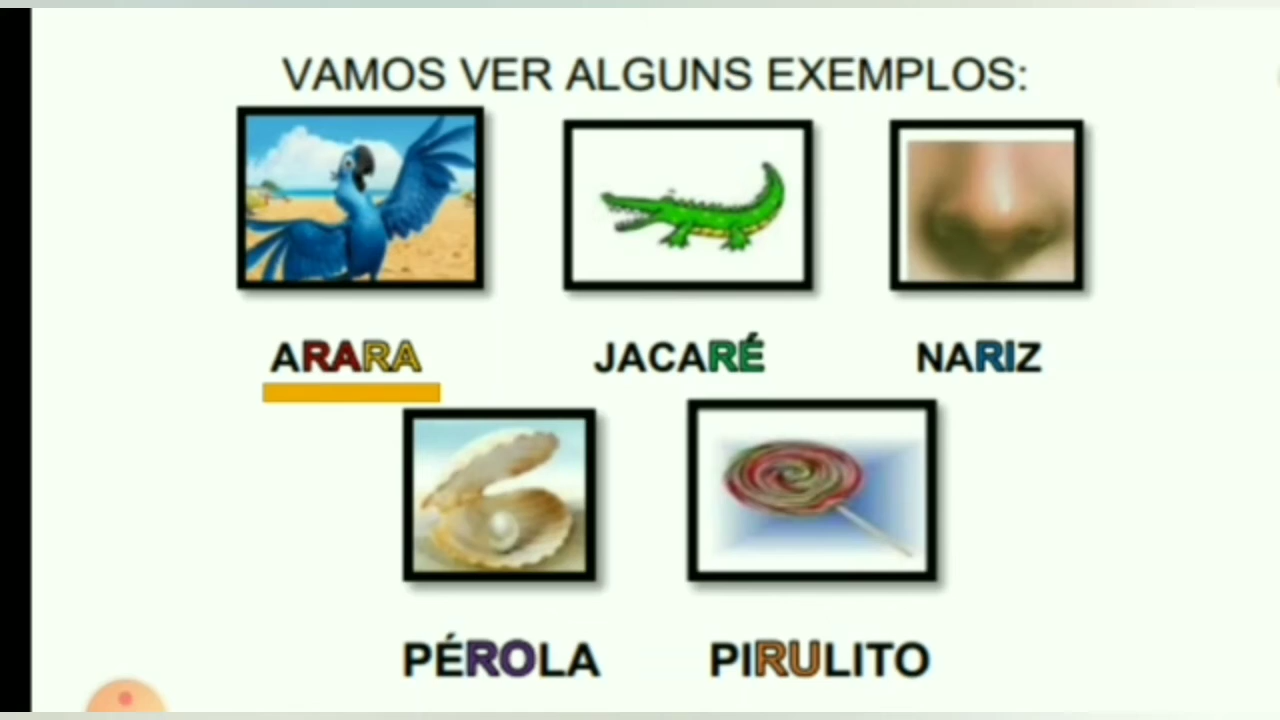 VAMOS VER ALGUNS EXEMPLOS:
ARARA
JACARÉ
NARIZ
PÉROLA
PIRULITO